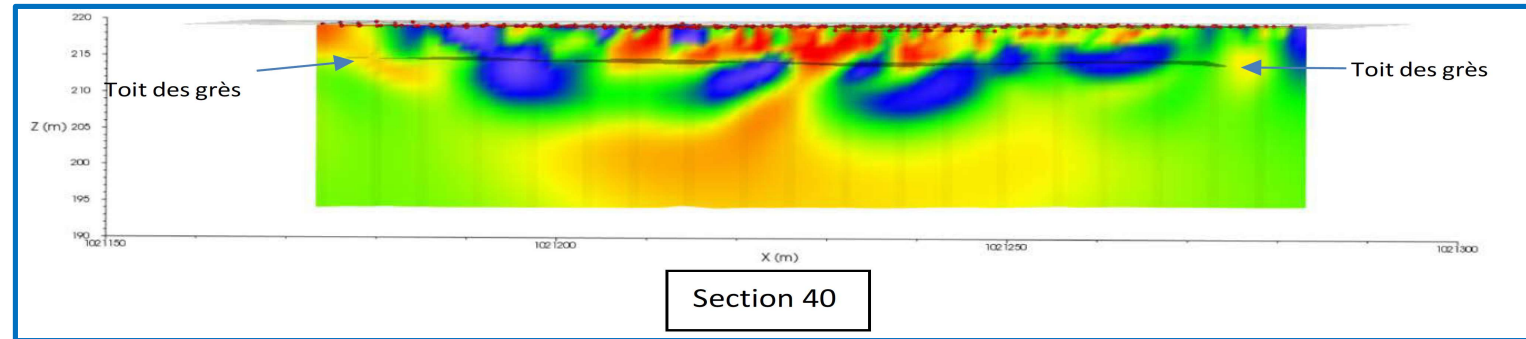 220
215
210
Z (m) 205
200
195
190
Toit des grès
Toit des grès
1021150
1021200
1021250
1021300
X (m)
Section 40